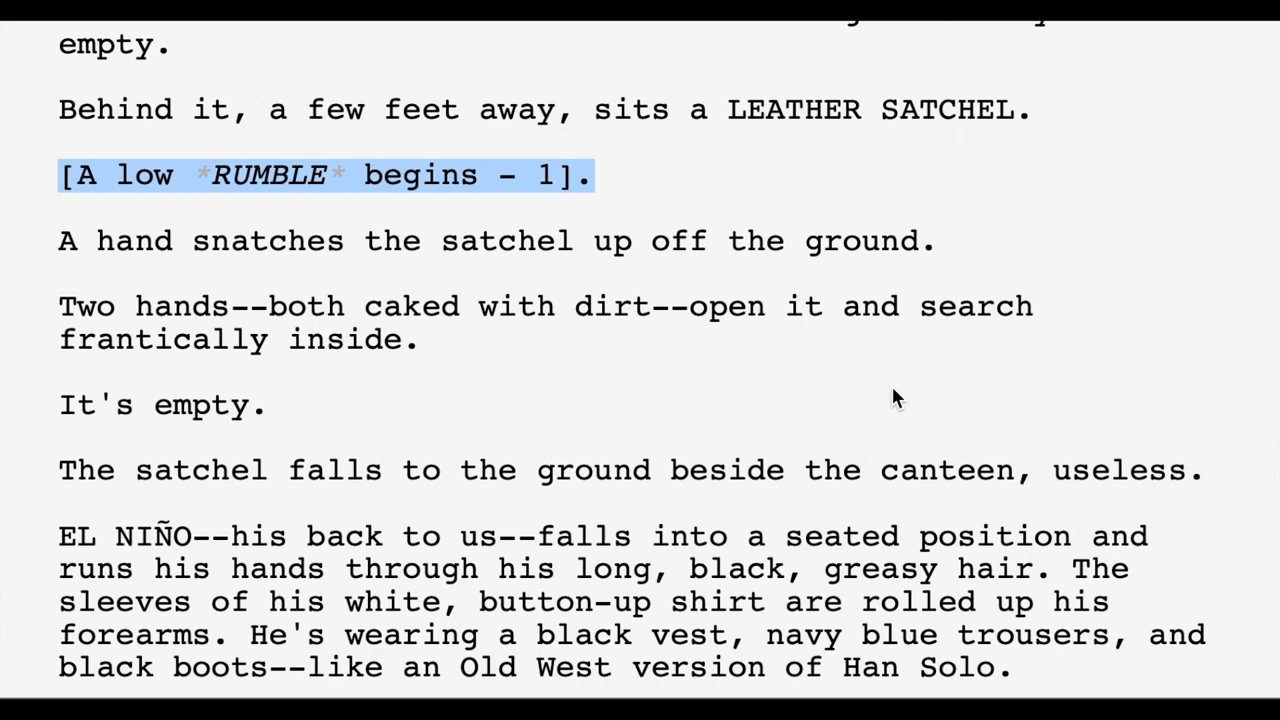 empty.
Behind it, a few feet away, sits a LEATHER SATCHEL.
[A low *RUMBLE* begins - 1].
A hand snatches the satchel up off the ground.
Two hands--both caked with dirt--open it and search
frantically inside.
It's empty.
The satchel falls to the ground beside the canteen, useless.
EL NIÑO--his back to us--falls into a seated position and
runs his hands through his long, black, greasy hair. The
sleeves of his white, button-up shirt are rolled up his
forearms. He's wearing a black vest, navy blue trousers, and
black boots--like an Old West version of Han Solo.